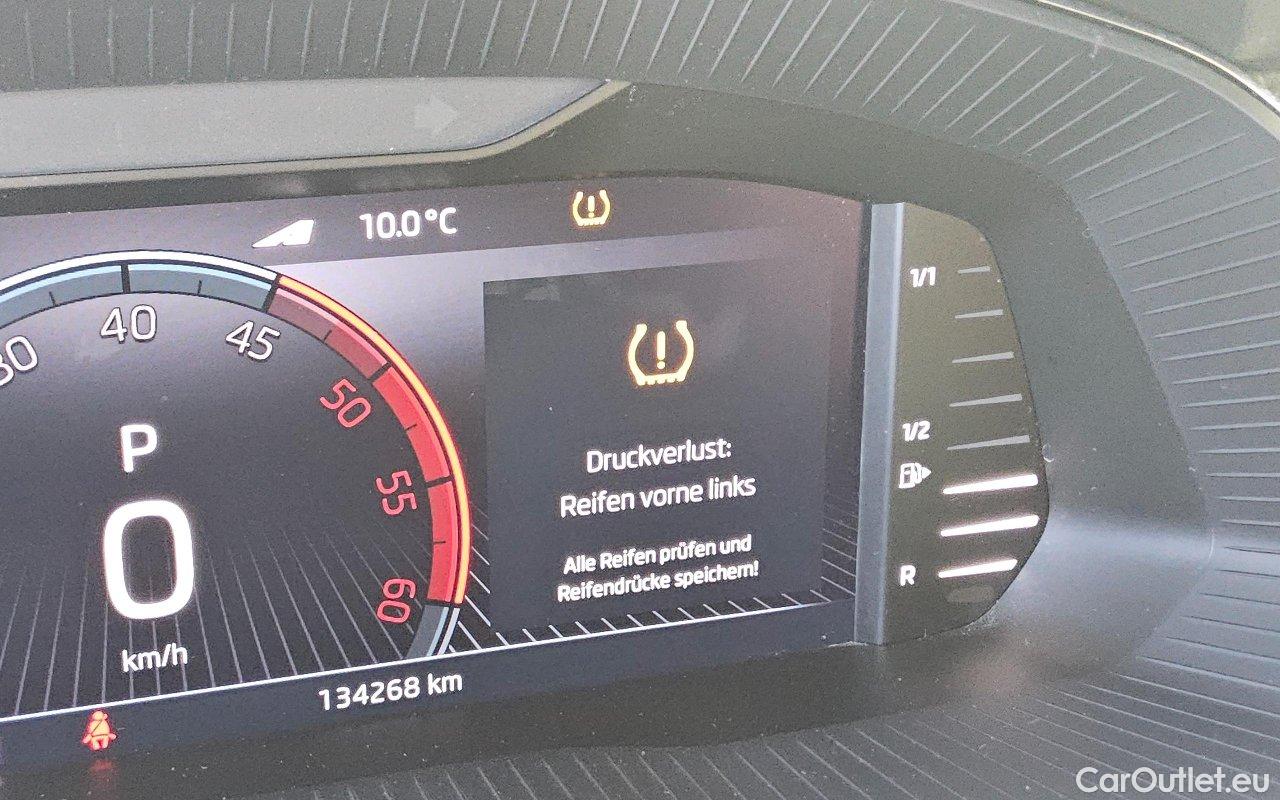 10.0°C
1/1
40
45
50
55
60
P
0
km/h
Druckverlust:
Reifen vorne links
Alle Reifen prüfen und
Reifendrücke speichern!
1/2
R
134268 km
CarOutlet.eu